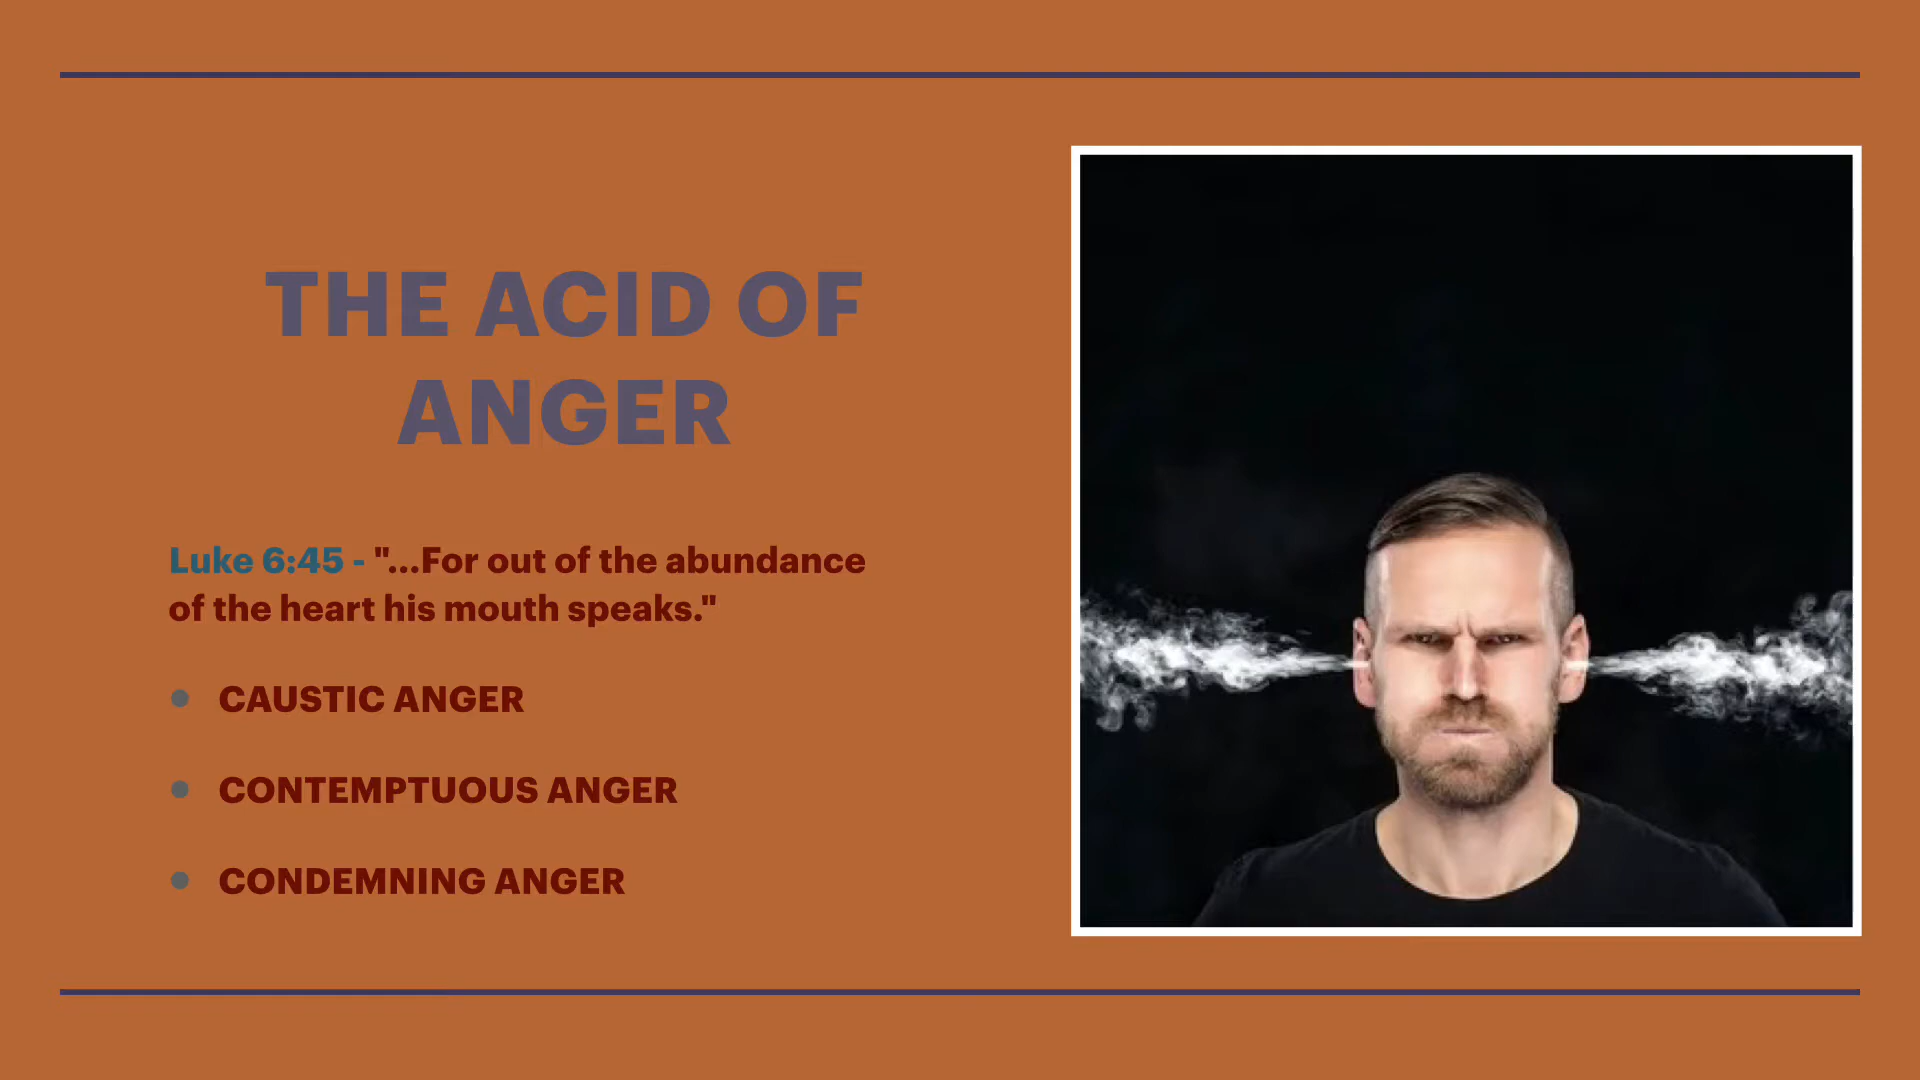 THE ACID OF
ANGER
Luke 6:45 - "...For out of the abundance
of the heart his mouth speaks."
• CAUSTIC ANGER
• CONTEMPTUOUS ANGER
• CONDEMNING ANGER